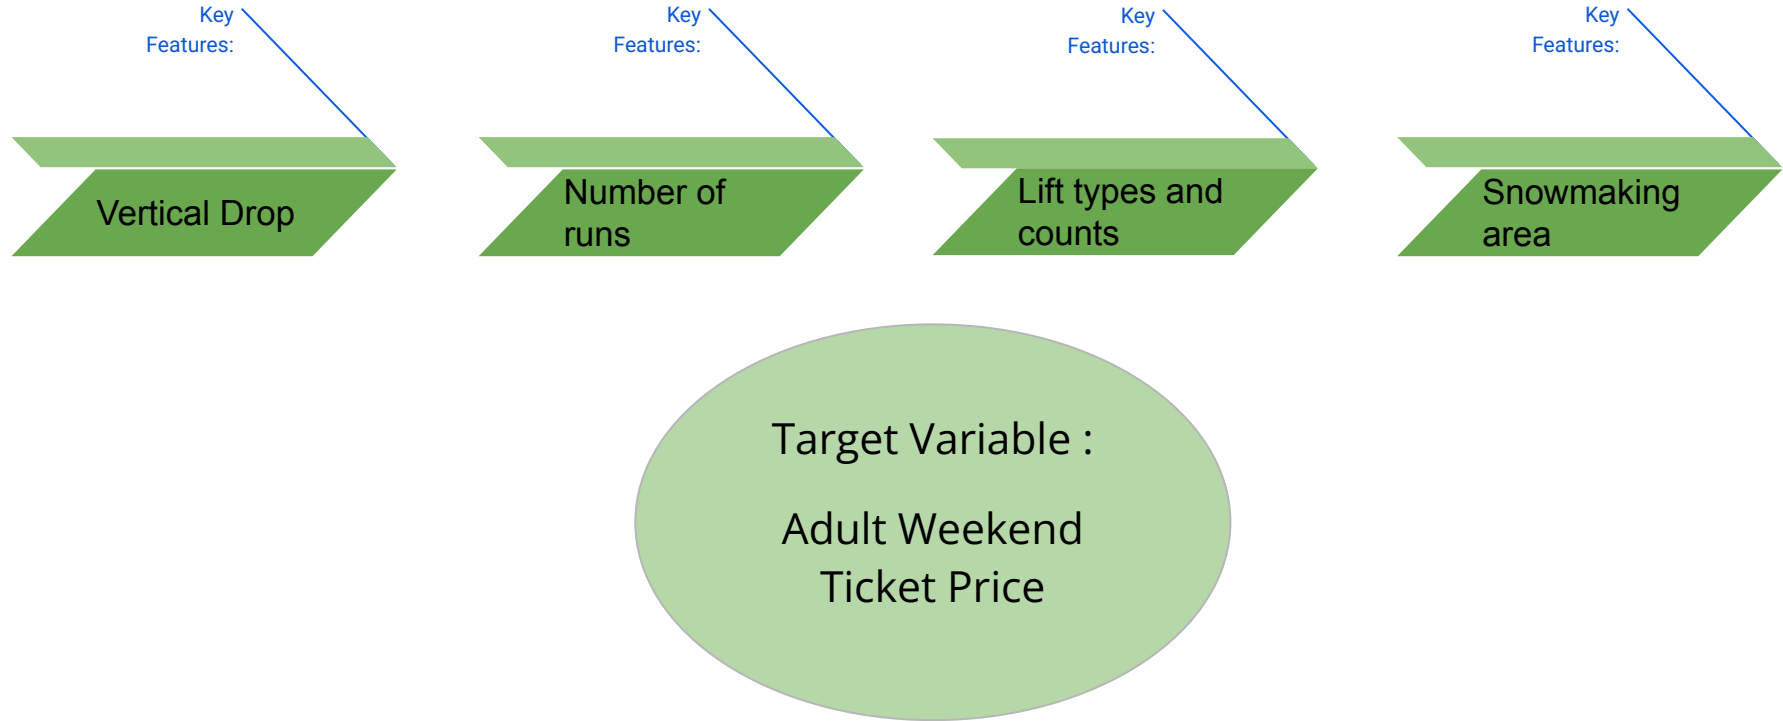 Key
Features:
Key
Features:
Key
Features:
Key
Features:
Vertical Drop
Number of
runs
Lift types and
counts
Snowmaking
area
Target Variable :
Adult Weekend
Ticket Price